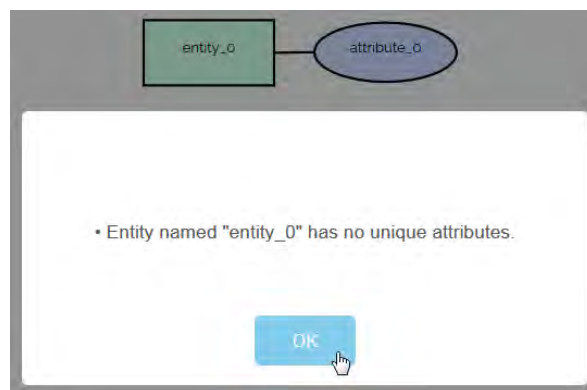 entity_0
attribute_0
• Entity named "entity_0" has no unique attributes.
OK